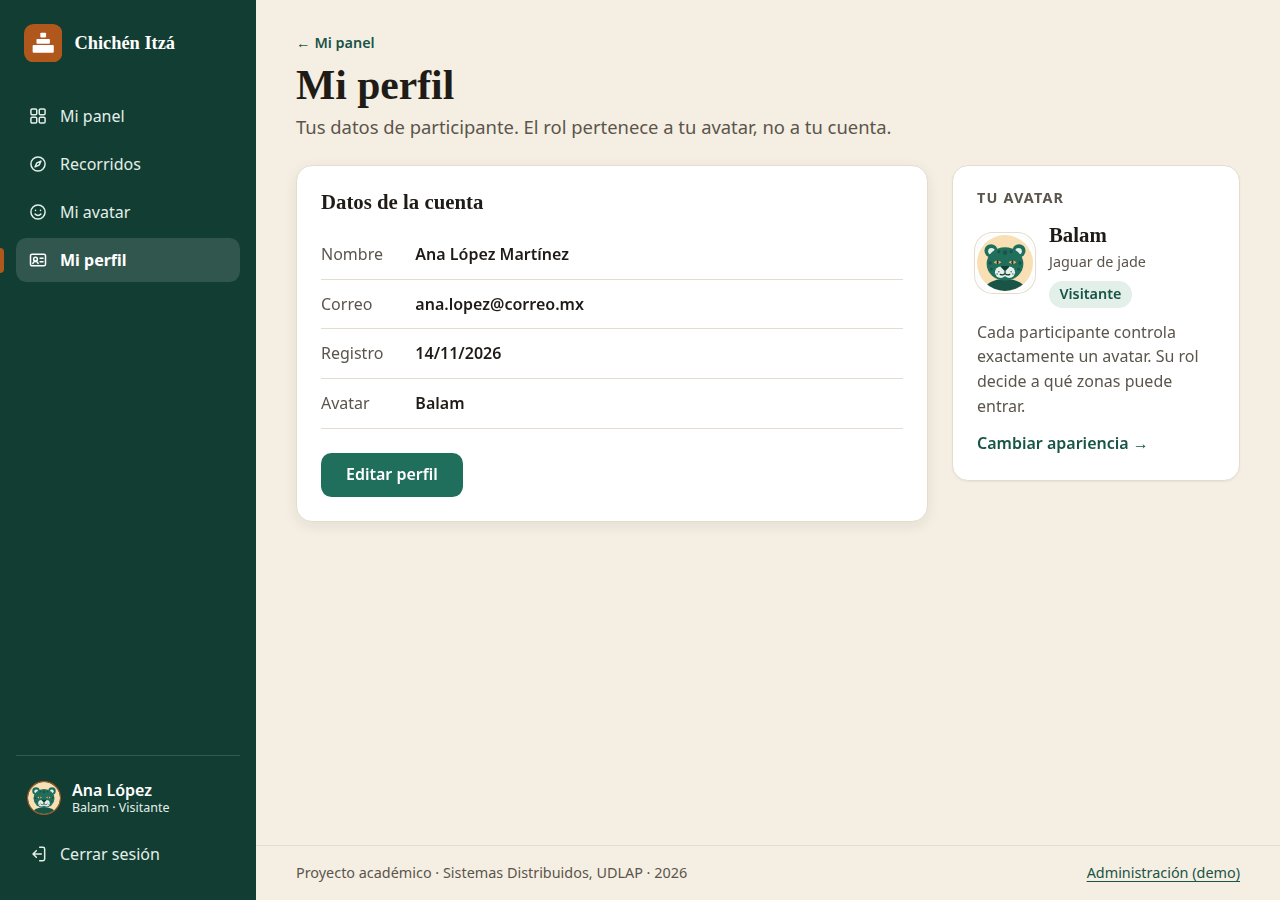 Chichén Itzá
Mi panel
Recorridos
Mi avatar
Mi perfil
Ana López
Balam · Visitante
Cerrar sesión
← Mi panel
Mi perfil
Tus datos de participante. El rol pertenece a tu avatar, no a tu cuenta.
Datos de la cuenta
Nombre Ana López Martínez
Correo ana.lopez@correo.mx
Registro 14/11/2026
Avatar Balam
Editar perfil
TU AVATAR
Balam
Jaguar de jade
Visitante
Cada participante controla
exactamente un avatar. Su rol
decide a qué zonas puede
entrar.
Cambiar apariencia →
Proyecto académico · Sistemas Distribuidos, UDLAP · 2026
Administración (demo)